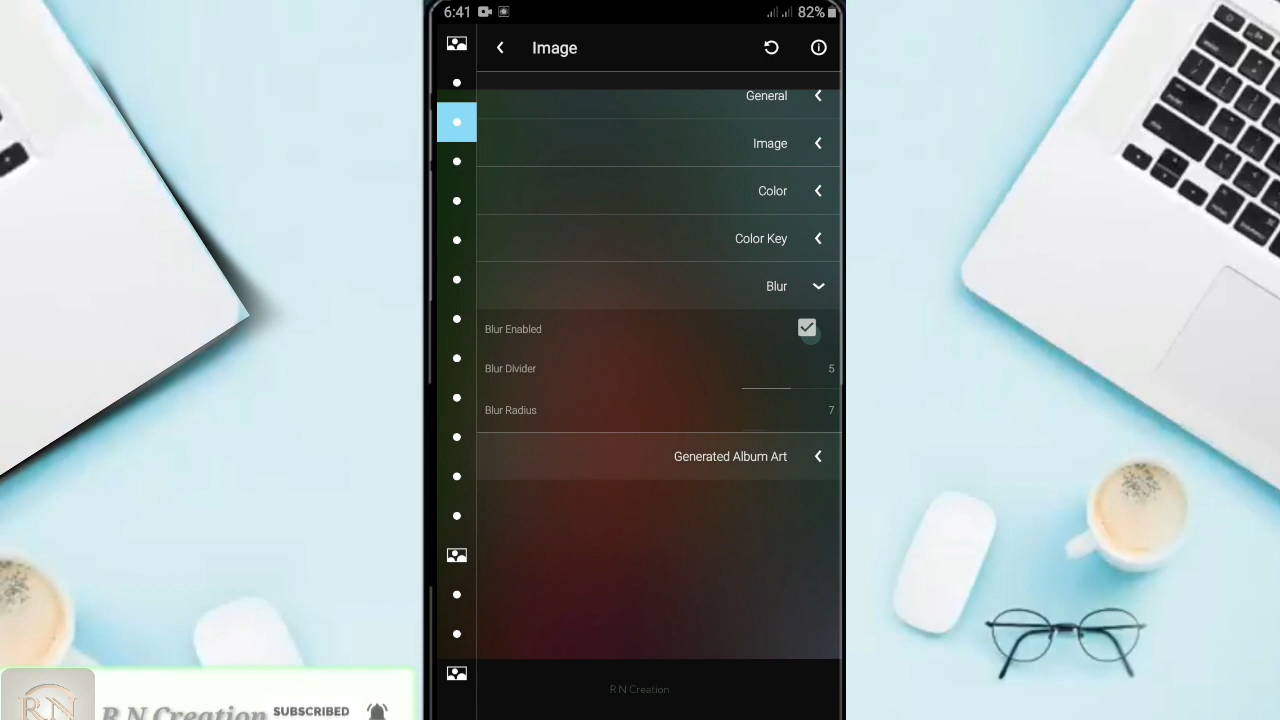 6:41
82%
Image
General
Image
Color
Color Key
Blur
Blur Enabled
Blur Divider 5
Blur Radius 7
Generated Album Art
R N Creation
RN
R N Creation SUBSCRIBED